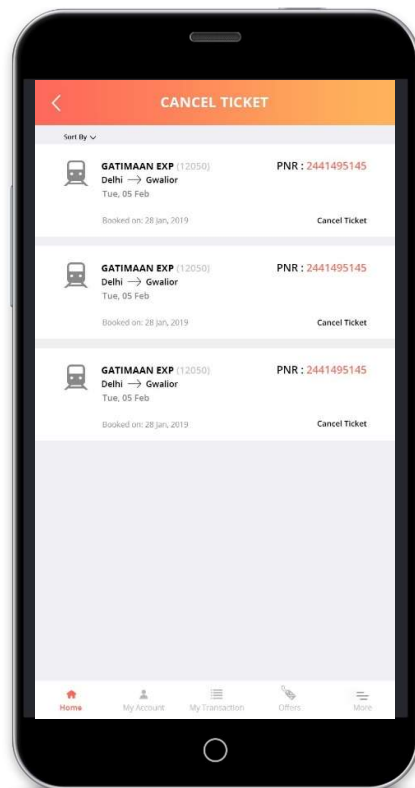 CANCEL TICKET
Sort By
GATIMAAN EXP (12050) PNR : 2441495145
Delhi → Gwalior
Tue, 05 Feb
Booked on: 28 Jan, 2019 Cancel Ticket
GATIMAAN EXP (12050) PNR : 2441495145
Delhi → Gwalior
Tue, 05 Feb
Booked on: 28 Jan, 2019 Cancel Ticket
GATIMAAN EXP (12050) PNR : 2441495145
Delhi → Gwalior
Tue, 05 Feb
Booked on: 28 Jan, 2019 Cancel Ticket
Home My Account My Transaction Offers More